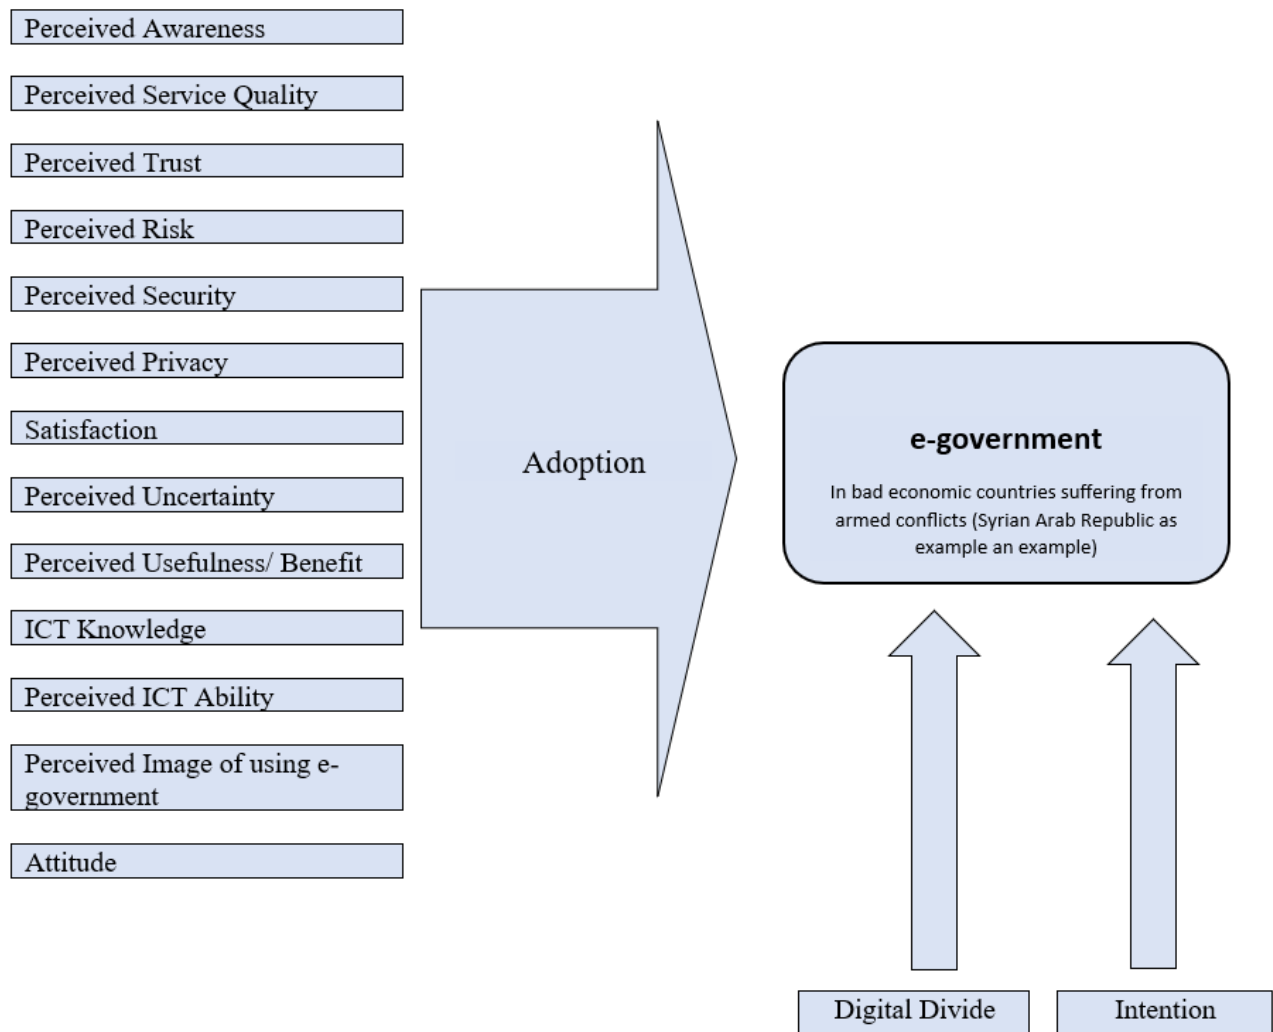 Perceived Awareness
Perceived Service Quality
Perceived Trust
Perceived Risk
Perceived Security
Perceived Privacy
Satisfaction
Perceived Uncertainty
Perceived Usefulness/ Benefit
ICT Knowledge
Perceived ICT Ability
Perceived Image of using e-
government
Attitude
Adoption
e-government
In bad economic countries suffering from
armed conflicts (Syrian Arab Republic as
example an example)
Digital Divide
Intention